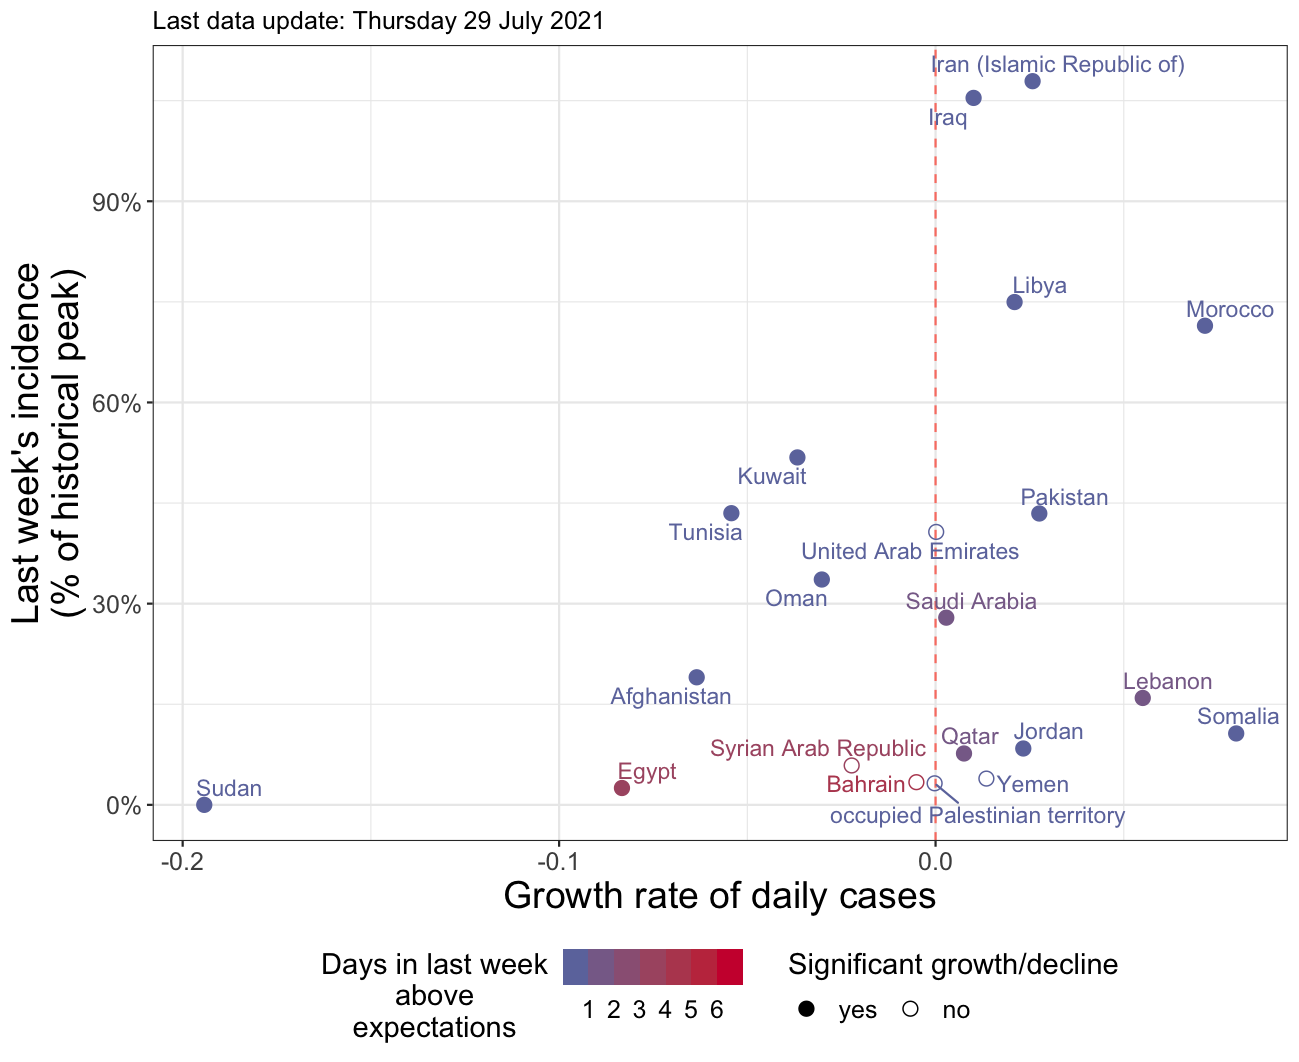 Last data update: Thursday 29 July 2021
Iran (Islamic Republic of)
Iraq
90%
Libya
Morocco
Last week's incidence
(% of historical peak)
60%
Kuwait
Pakistan
Tunisia
United Arab Emirates
Oman
30%
Saudi Arabia
Lebanon
Afghanistan
Somalia
Jordan
Qatar
Syrian Arab Republic
Egypt
Bahrain
Yemen
Sudan
0%
occupied Palestinian territory
-0.2 -0.1 0.0
Growth rate of daily cases
Days in last week
above
expectations
1 2 3 4 5 6
Significant growth/decline
yes no